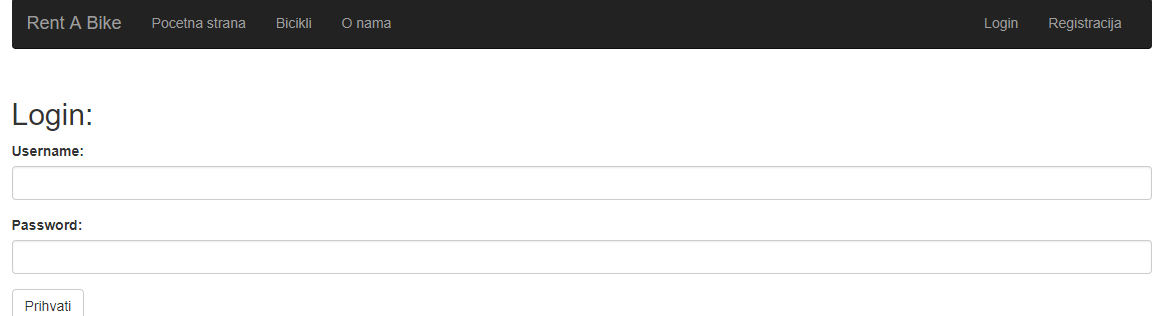 Rent A Bike Pocetna strana Bicikli O nama Login Registracija
Login:
Username:
Password:
Prihvati